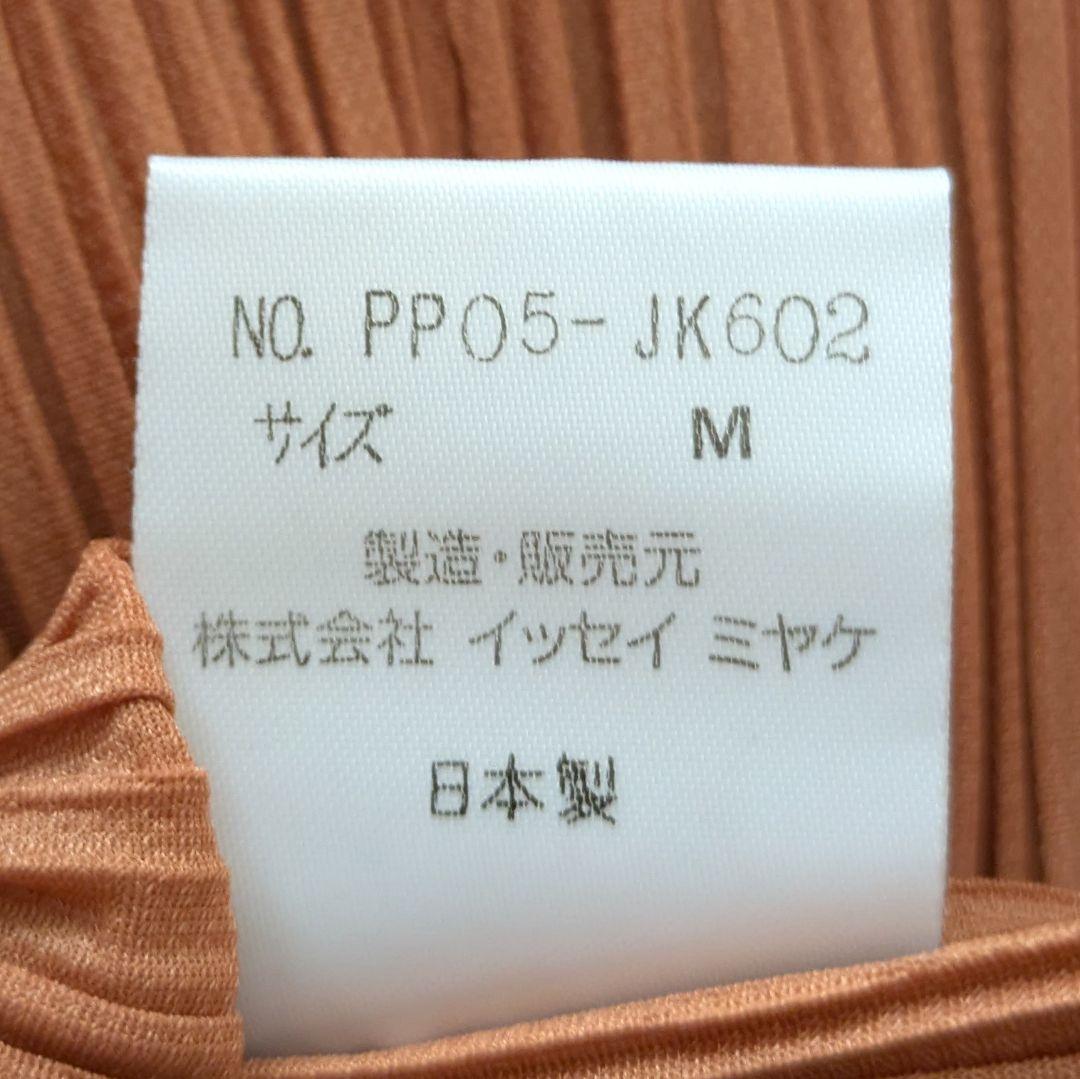 NO. PP05-JK602
サイズ M
製造・販売元
株式会社 イッセイ ミヤケ
日本製